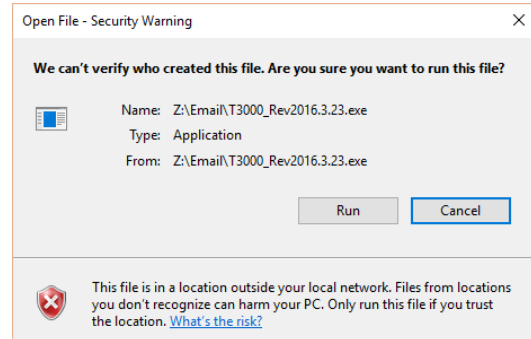 Open File - Security Warning
We can't verify who created this file. Are you sure you want to run this file?
Name: Z:\Email\T3000_Rev2016.3.23.exe
Type: Application
From: Z:\Email\T3000_Rev2016.3.23.exe
Run Cancel
This file is in a location outside your local network. Files from locations
you don't recognize can harm your PC. Only run this file if you trust
the location. What's the risk?